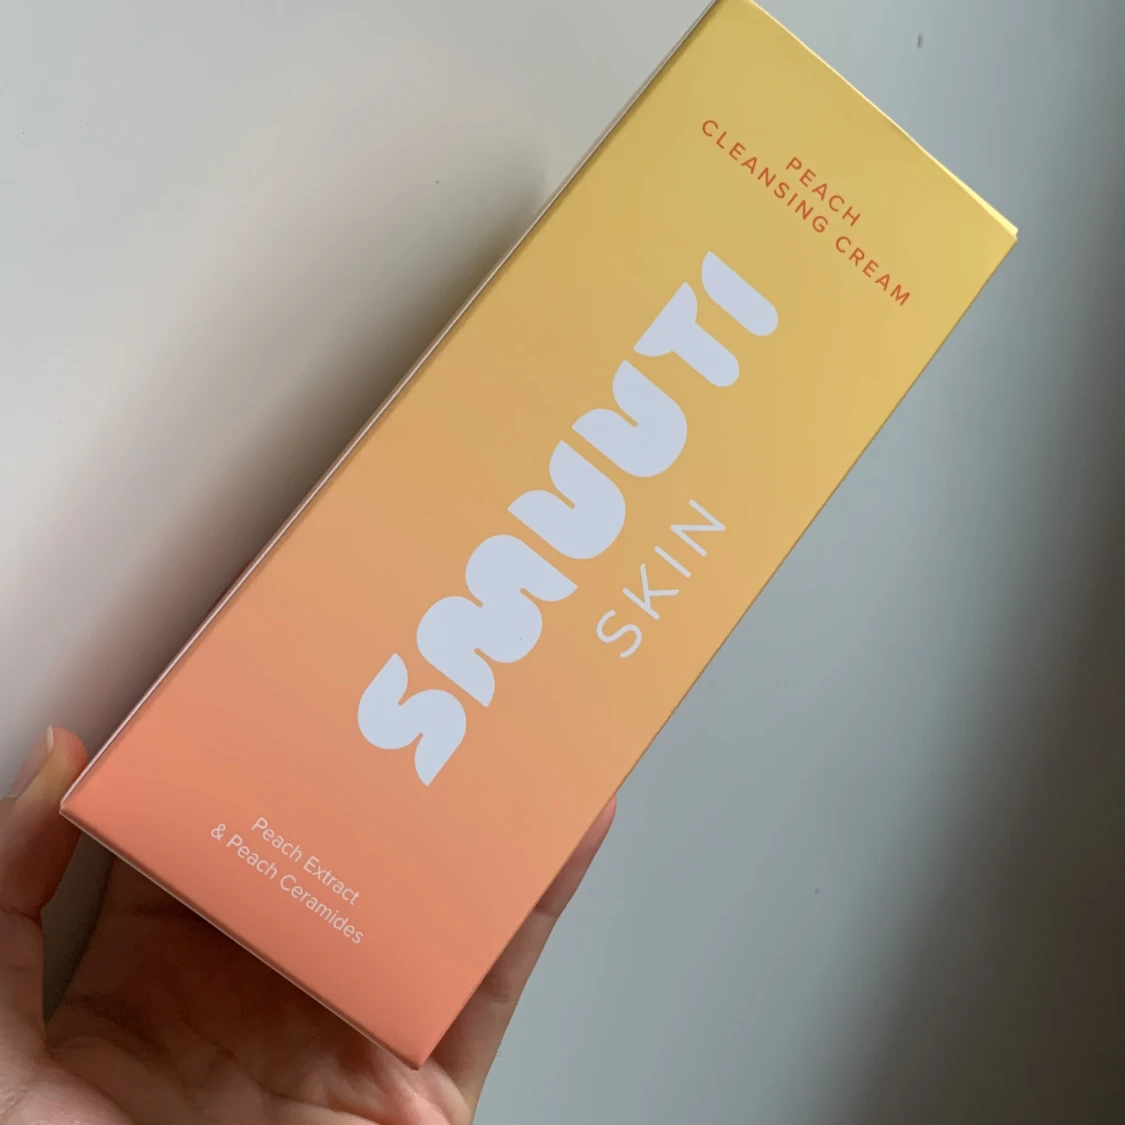 PEACH
CLEANSING CREAM
SMUUTI
SKIN
Peach Extract
& Peach Ceramides